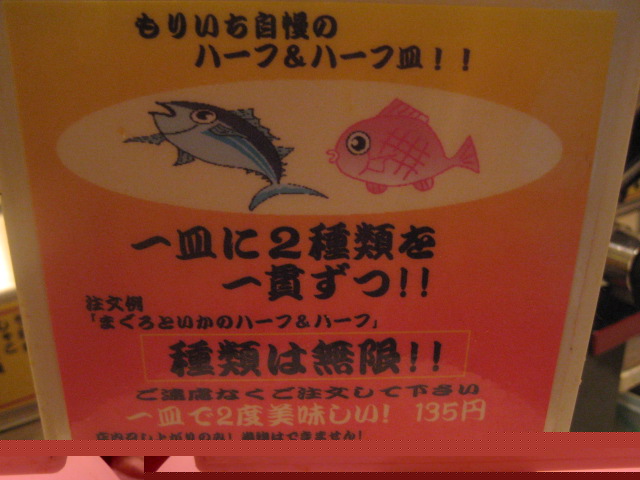 もりいち自慢の
ハーフ&ハーフ皿!!
一皿に2種類を
一貫ずつ!!
注文例
「まぐろといかのハーフ&ハーフ」
種類は無限!!
ご遠慮なくご注文して下さい
一皿で2度美味しい! 135円